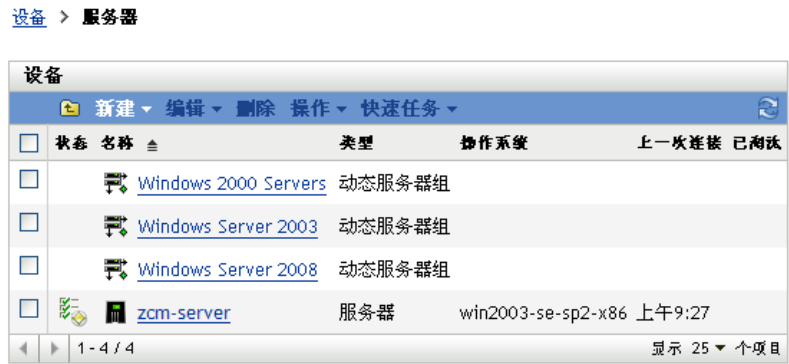 设备 > 服务器
设备
新建 编辑 删除 操作 快速任务
状态 名称 类型 操作系统 上一次连接 已淘汰
Windows 2000 Servers 动态服务器组
Windows Server 2003 动态服务器组
Windows Server 2008 动态服务器组
zcm-server 服务器 win2003-se-sp2-x86 上午9:27
1 - 4 / 4 显示 25 个项目